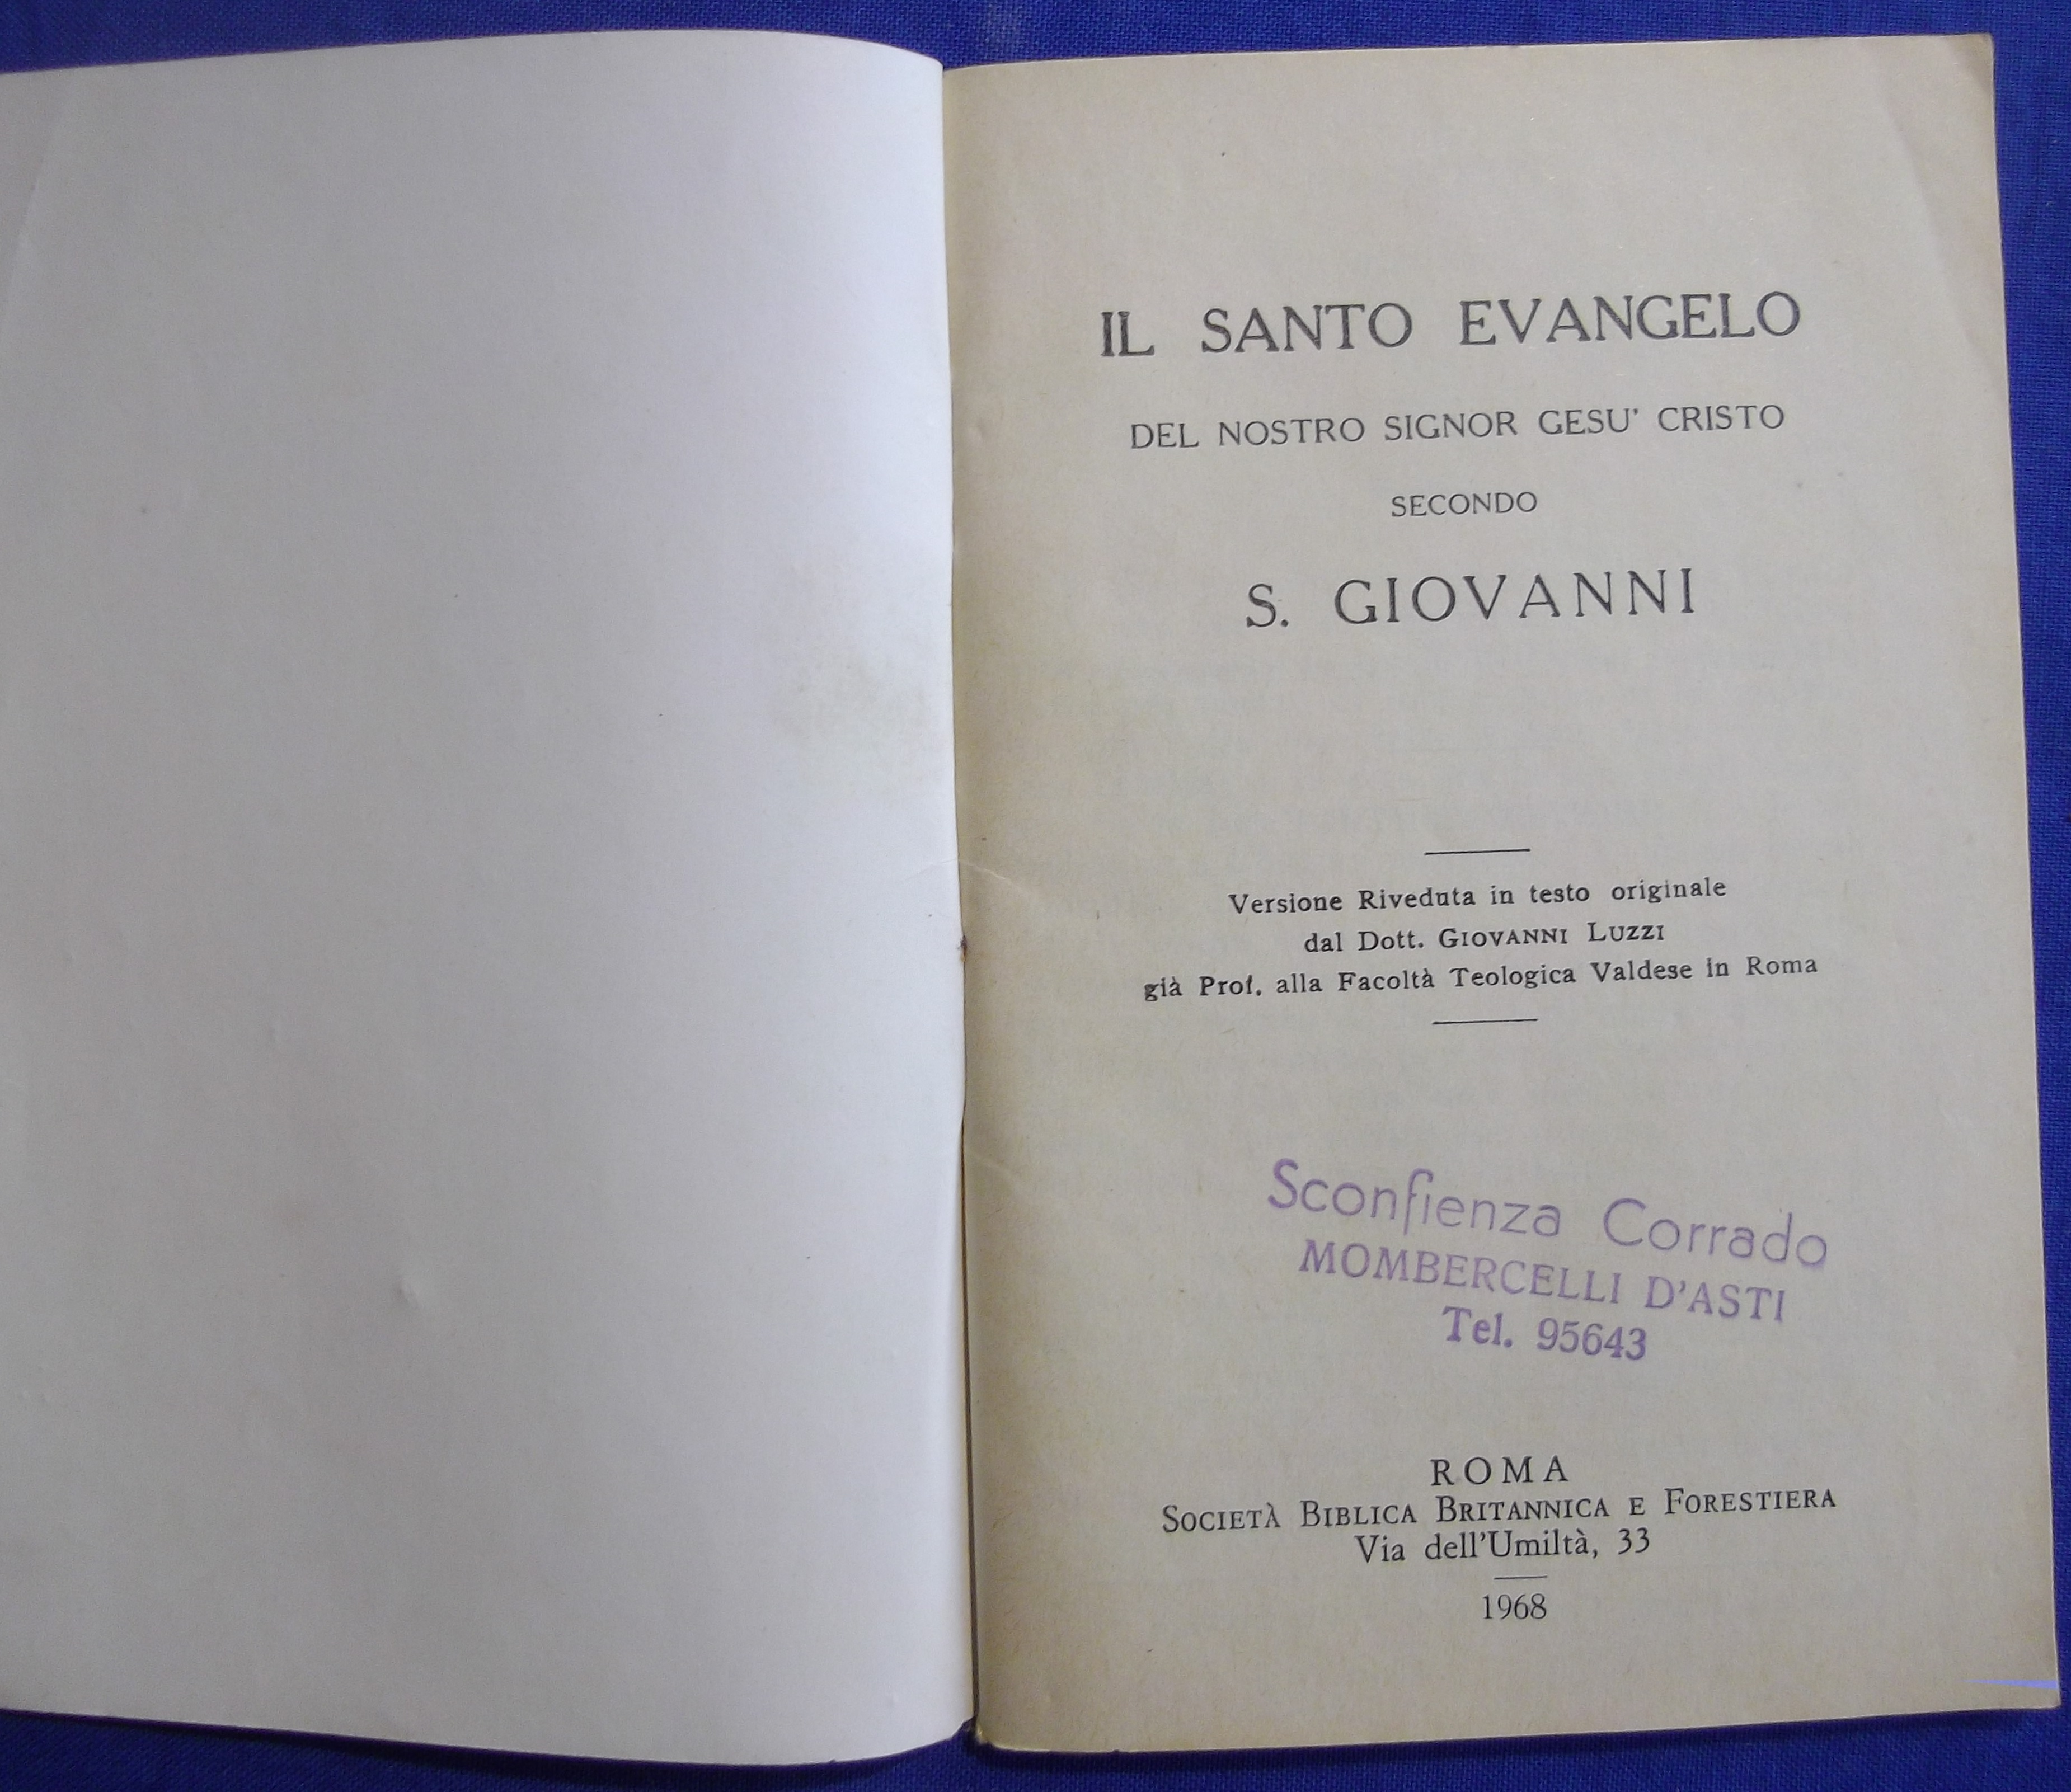 IL SANTO EVANGELO
DEL NOSTRO SIGNOR GESU' CRISTO
SECONDO
S. GIOVANNI
Versione Riveduta in testo originale
dal Dott. GIOVANNI LUZZI
già Prof. alla Facoltà Teologica Valdese in Roma
Sconfienza Corrado
MOMBERCELLI D'ASTI
Tel. 95643
ROMA
SOCIETÀ BIBLICA BRITANNICA E FORESTIERA
Via dell'Umiltà, 33
1968